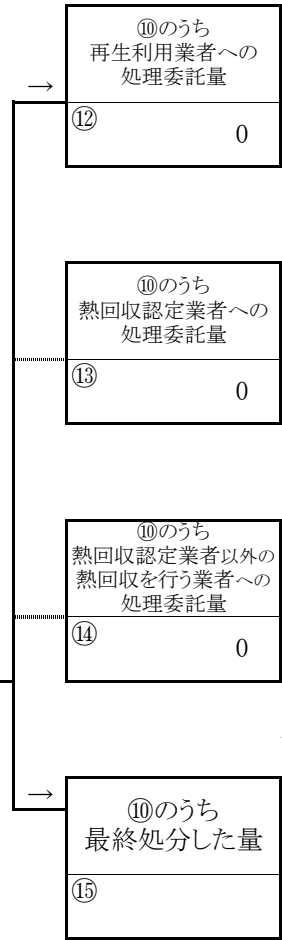 ⑩のうち
再生利用業者への
処理委託量
→
⑫
0
⑩のうち
熱回収認定業者への
処理委託量
⑬
0
⑩のうち
熱回収認定業者以外の
熱回収を行う業者への
処理委託量
⑭
0
→
⑩のうち
最終処分した量
⑮